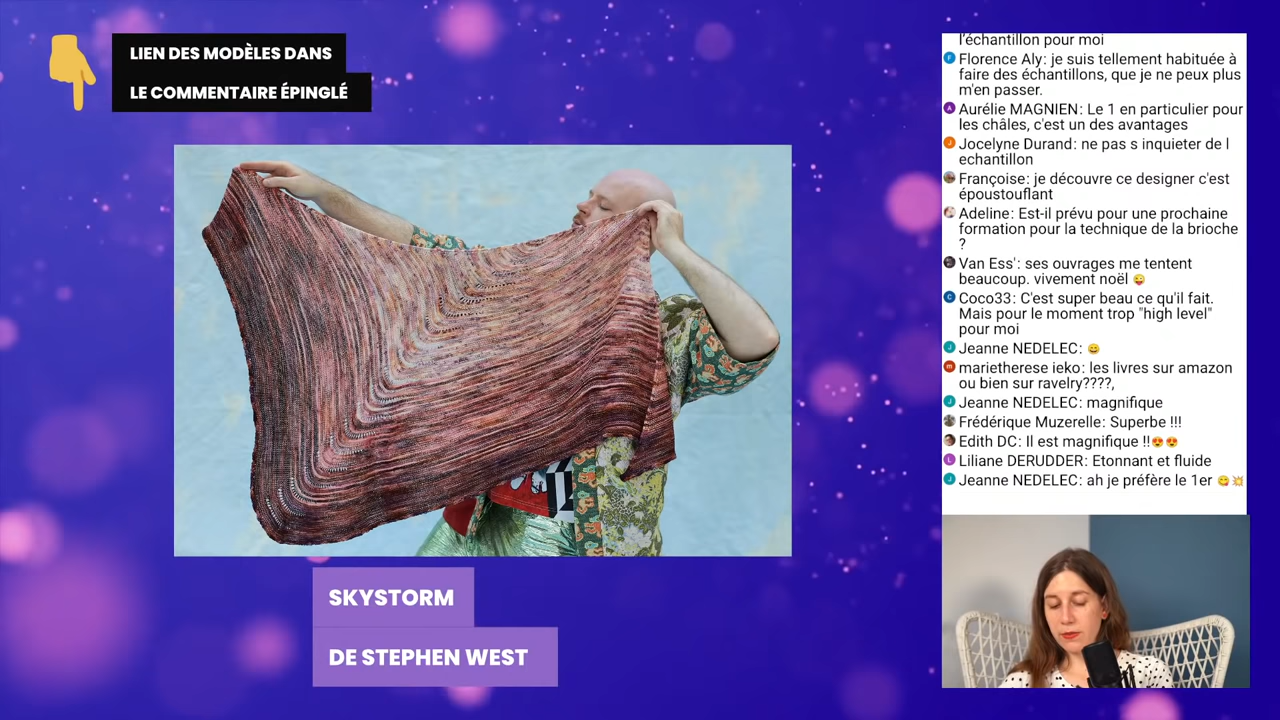 LIEN DES MODÈLES DANS
LE COMMENTAIRE ÉPINGLÉ
SKYSTORM
DE STEPHEN WEST
l'échantillon pour moi
F Florence Aly: je suis tellement habituée à
faire des échantillons, que je ne peux plus
m'en passer.
A Aurélie MAGNIEN: Le 1 en particulier pour
les châles, c'est un des avantages
J Jocelyne Durand: ne pas s inquieter de l
echantillon
Françoise: je découvre ce designer c'est
époustouflant
Adeline: Est-il prévu pour une prochaine
formation pour la technique de la brioche
?
Van Ess': ses ouvrages me tentent
beaucoup. vivement noël 😜
C Coco33: C'est super beau ce qu'il fait.
Mais pour le moment trop "high level"
pour moi
J Jeanne NEDELEC: 😄
m marietherese ieko: les livres sur amazon
ou bien sur ravelry????,
J Jeanne NEDELEC: magnifique
Frédérique Muzerelle: Superbe !!!
Edith DC: Il est magnifique !!😍😍
L Liliane DERUDDER: Etonnant et fluide
J Jeanne NEDELEC: ah je préfère le 1er 😋💥